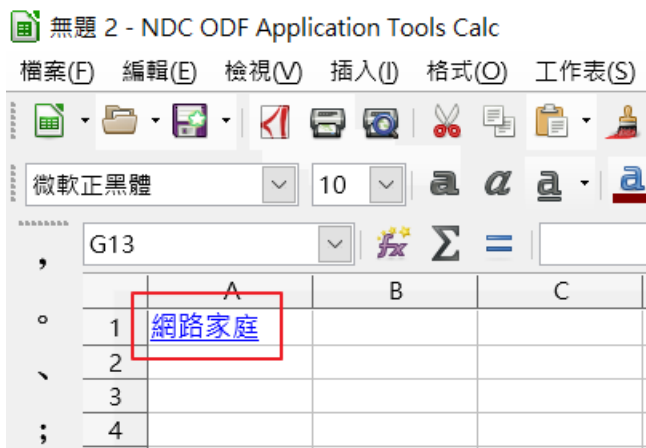 無題 2 - NDC ODF Application Tools Calc
檔案(F) 編輯(E) 檢視(V) 插入(I) 格式(O) 工作表(S)
微軟正黑體 10 a a a a
G13 fx Σ =
A B C
1 網路家庭
2
3
4
，
。
、
；